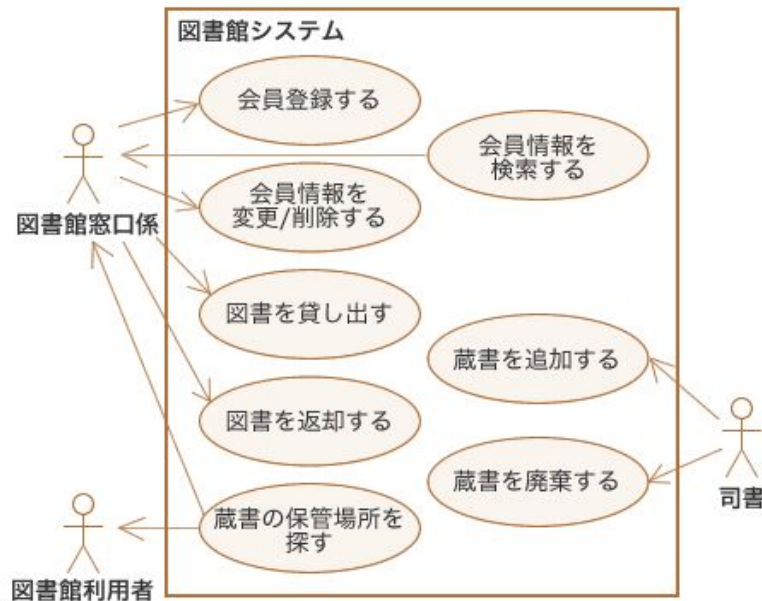 図書館システム
会員登録する
会員情報を
検索する
図書館窓口係
会員情報を
変更/削除する
図書を貸し出す
蔵書を追加する
図書を返却する
蔵書を廃棄する
司書
蔵書の保管場所を
探す
図書館利用者